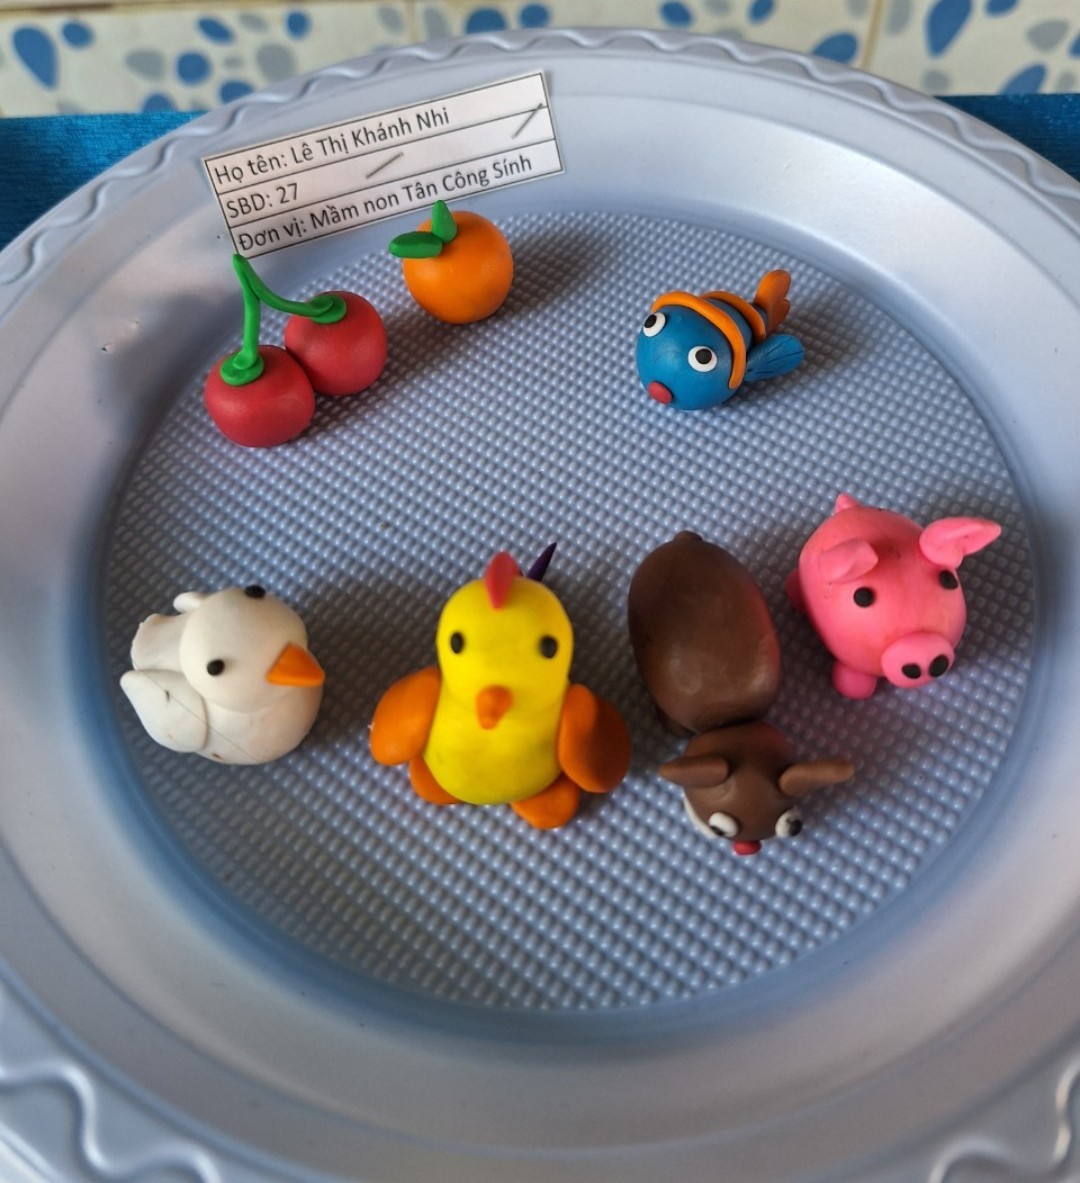 Họ tên: Lê Thị Khánh Nhi
SBD: 27
Đơn vị: Mầm non Tân Công Sính